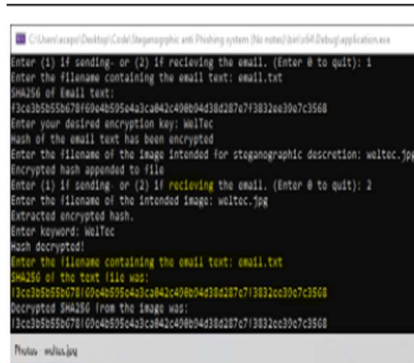 C:\Users\acepo\Desktop\Code\Steganographic anti Phishing system (No notes)\bin\x64\Debug\application.exe
Enter (1) if sending- or (2) if recieving the email. (Enter 0 to quit): 1
Enter the filename containing the email text: email.txt
SHA256 of Email text:
Enter your desired encryption key: WelTec
Hash of the email text has been encrypted
Enter the filename of the image intended for steganographic descretion: weltec.jpg
Encrypted hash appended to file
Enter (1) if sending- or (2) if recieving the email. (Enter 0 to quit): 2
Enter the filename of the intended image: weltec.jpg
Extracted encrypted hash.
Enter keyword: WelTec
Hash decrypted!
Enter the filename containing the email text: email.txt
SHA256 of the text file was:
Decrypted SHA256 from the image was:
Photos - weltec.jpg